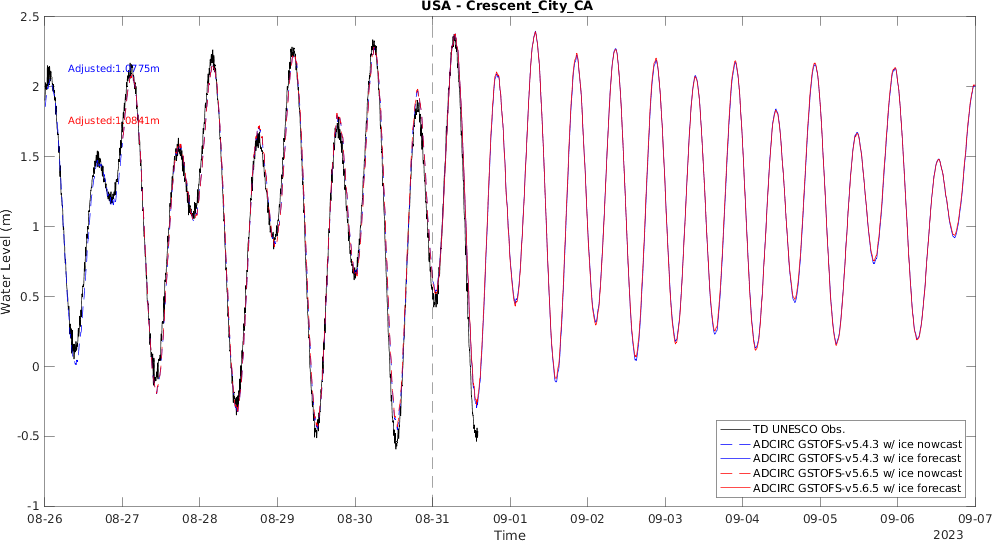 USA - Crescent_City_CA
2.5
2
1.5
1
0.5
0
-0.5
-1
Water Level (m)
Adjusted:1.0775m
Adjusted:1.0841m
TD UNESCO Obs.
ADCIRC GSTOFS-v5.4.3 w/ ice nowcast
ADCIRC GSTOFS-v5.4.3 w/ ice forecast
ADCIRC GSTOFS-v5.6.5 w/ ice nowcast
ADCIRC GSTOFS-v5.6.5 w/ ice forecast
08-26 08-27 08-28 08-29 08-30 08-31 09-01 09-02 09-03 09-04 09-05 09-06 09-07
Time
2023